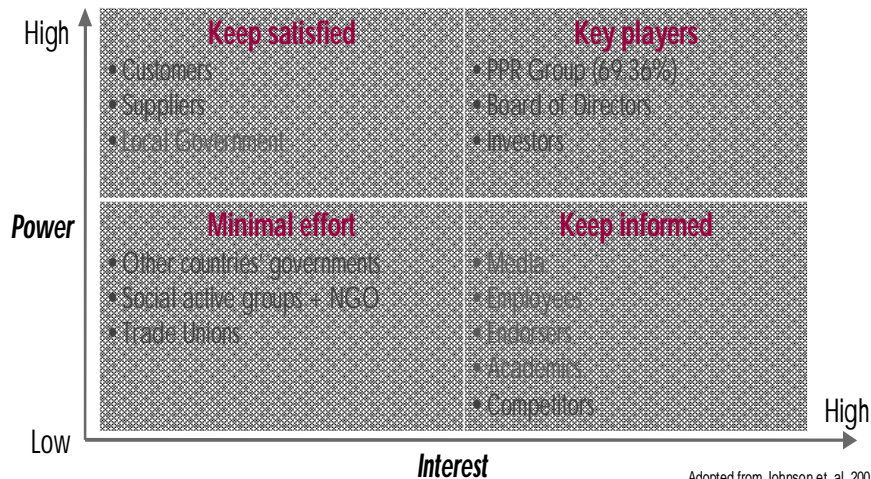 High
Keep satisfied
• Customers
• Suppliers
• Local Government
Key players
• PPR Group (69.36%)
• Board of Directors
• Investors
Power
Minimal effort
• Other countries' governments
• Social active groups + NGO
• Trade Unions
Keep informed
• Media
• Employees
• Endorsers
• Academics
• Competitors
Low
High
Interest
Adopted from Johnson et. al, 200